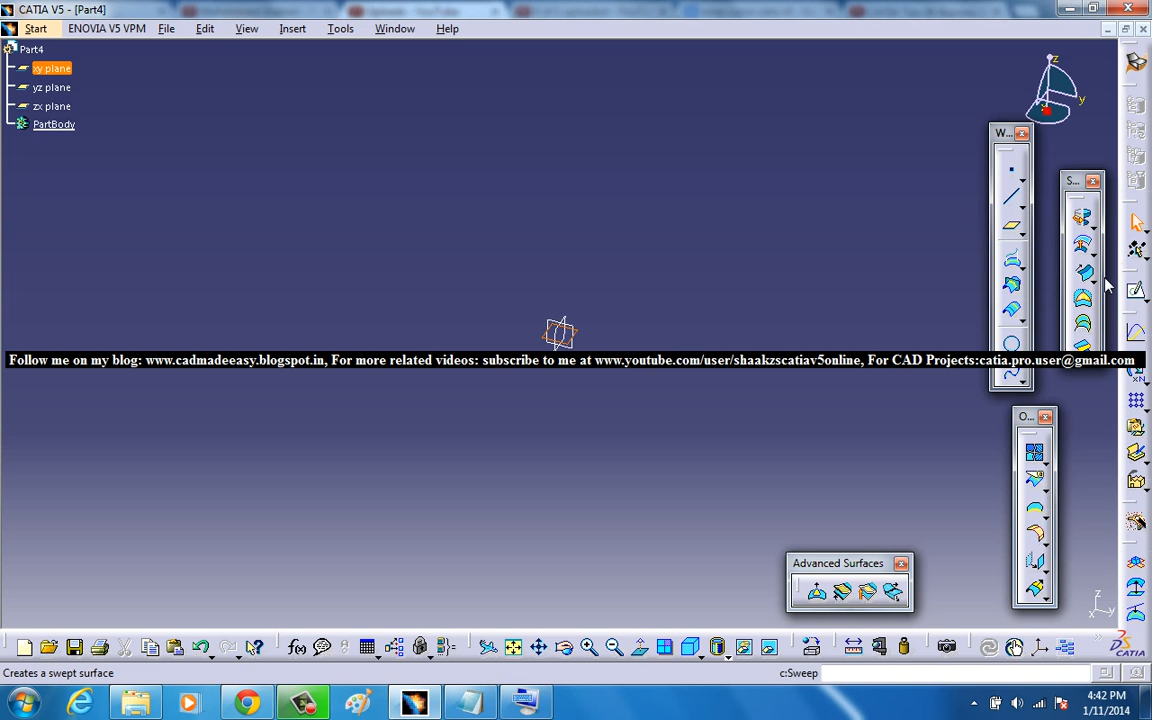 CATIA V5 - [Part4]
Start ENOVIA V5 VPM File Edit View Insert Tools Window Help
Part4
xy plane
yz plane
zx plane
PartBody
z
y
W...
S...
Follow me on my blog: www.cadmadeeasy.blogspot.in, For more related videos: subscribe to me at www.youtube.com/user/shaakzscatiav5online, For CAD Projects:catia.pro.user@gmail.com
O...
Advanced Surfaces
z
x y
f(x)
CATIA
Creates a swept surface
c:Sweep
4:42 PM
1/11/2014